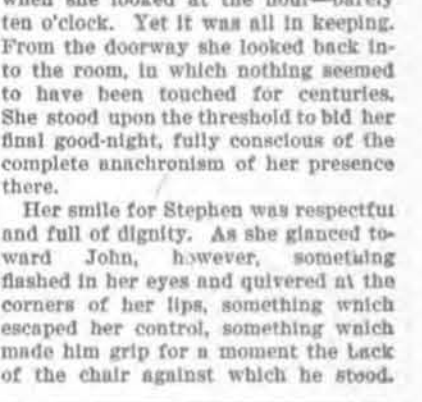 when she looked at the hour—barely
ten o'clock. Yet it was all in keeping.
From the doorway she looked back in-
to the room, in which nothing seemed
to have been touched for centuries.
She stood upon the threshold to bid her
final good-night, fully conscious of the
complete anachronism of her presence
there.
Her smile for Stephen was respectful
and full of dignity. As she glanced to-
ward John, however, something
flashed in her eyes and quivered at the
corners of her lips, something which
escaped her control, something which
made him grip for a moment the back
of the chair against which he stood.